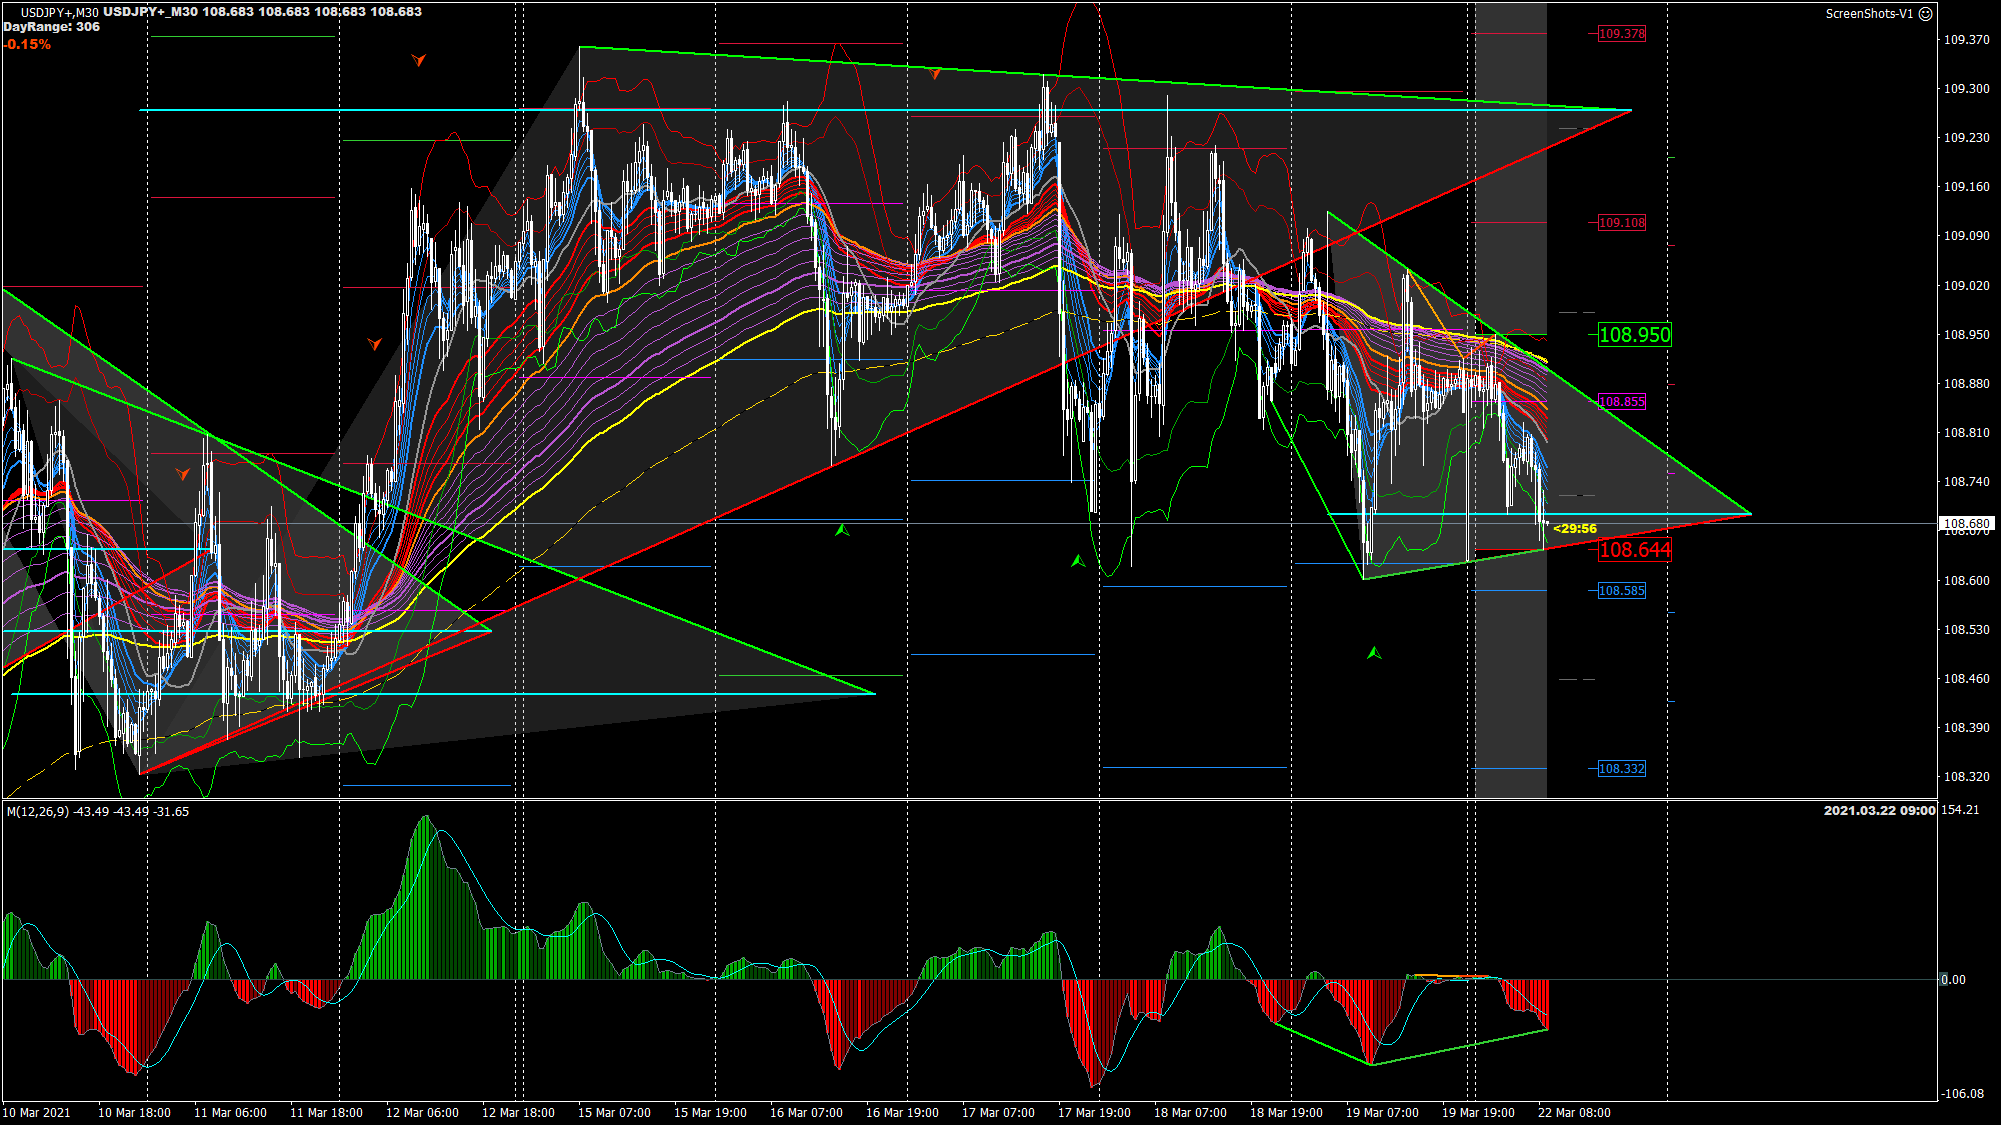 USDJPY+,M30 USDJPY+_M30 108.683 108.683 108.683 108.683
DayRange: 306
-0.15%
ScreenShots-V1
109.378
109.108
108.950
108.855
<29:56
108.644
108.585
108.332
109.370
109.300
109.230
109.160
109.090
109.020
108.950
108.880
108.810
108.740
108.680
108.670
108.600
108.530
108.460
108.390
108.320
M(12,26,9) -43.49 -43.49 -31.65
2021.03.22 09:00
154.21
0.00
-106.08
10 Mar 2021
10 Mar 18:00
11 Mar 06:00
11 Mar 18:00
12 Mar 06:00
12 Mar 18:00
15 Mar 07:00
15 Mar 19:00
16 Mar 07:00
16 Mar 19:00
17 Mar 07:00
17 Mar 19:00
18 Mar 07:00
18 Mar 19:00
19 Mar 07:00
19 Mar 19:00
22 Mar 08:00